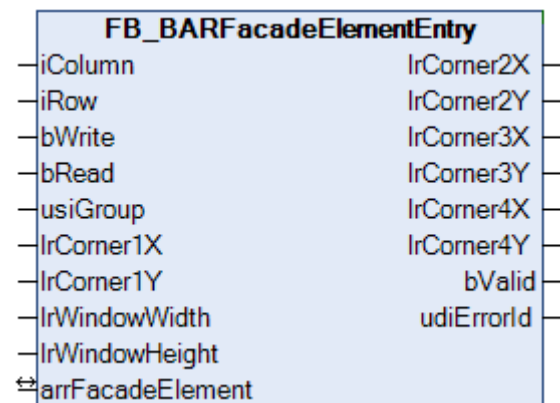 FB_BARFacadeElementEntry
iColumn lrCorner2X
iRow lrCorner2Y
bWrite lrCorner3X
bRead lrCorner3Y
usiGroup lrCorner4X
lrCorner1X lrCorner4Y
lrCorner1Y bValid
lrWindowWidth udiErrorId
lrWindowHeight
arrFacadeElement